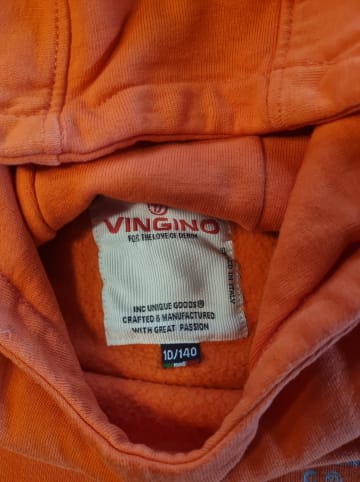 VINGINO
FOR THE LOVE OF DENIM
INC UNIQUE GOODS®
CRAFTED & MANUFACTURED
WITH GREAT PASSION
10/140